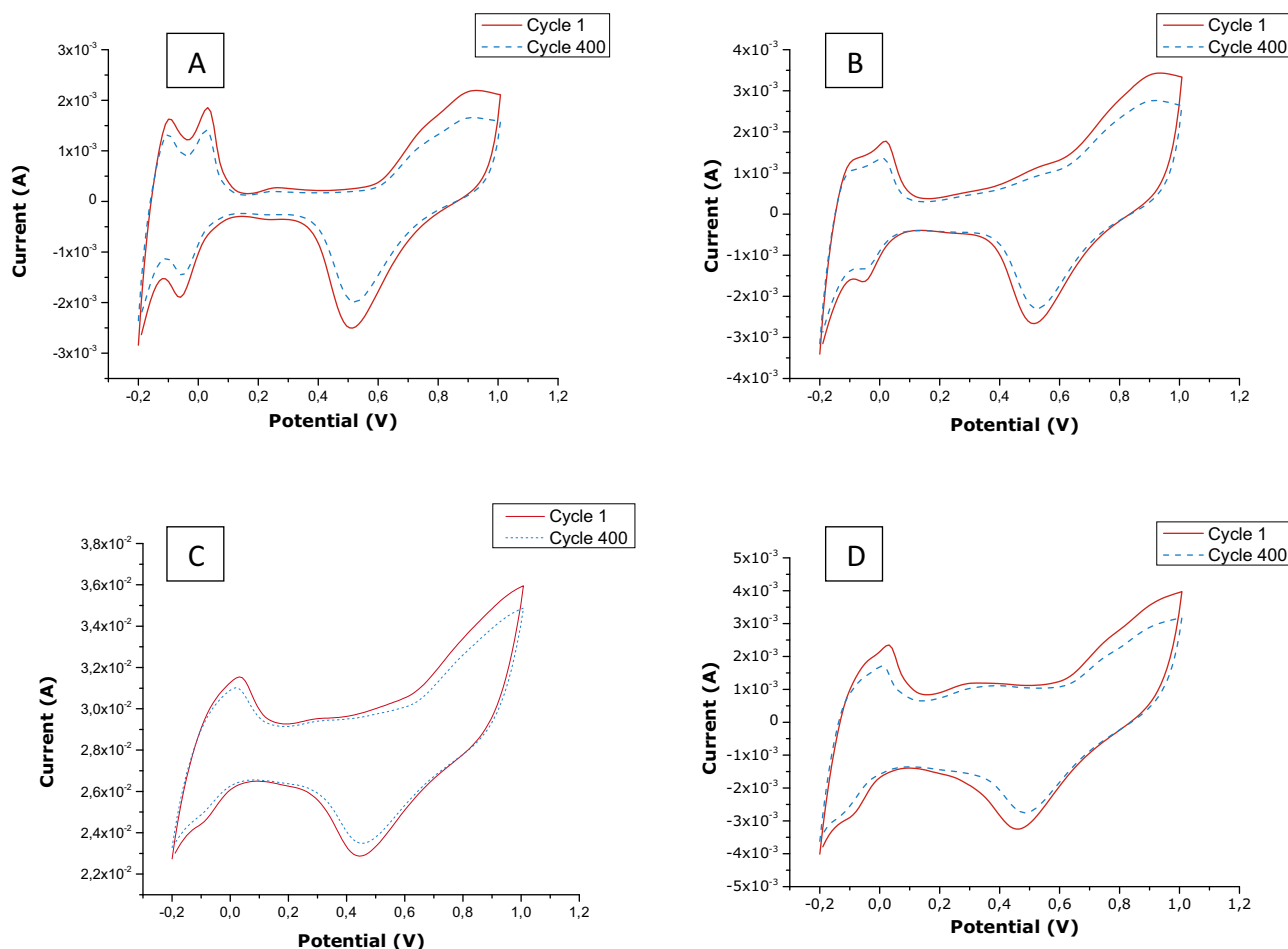 Cycle 1
Cycle 400
A
3x10⁻³
2x10⁻³
1x10⁻³
0
-1x10⁻³
-2x10⁻³
-3x10⁻³
Current (A)
-0,2 0,0 0,2 0,4 0,6 0,8 1,0 1,2
Potential (V)
Cycle 1
Cycle 400
B
4x10⁻³
3x10⁻³
2x10⁻³
1x10⁻³
0
-1x10⁻³
-2x10⁻³
-3x10⁻³
-4x10⁻³
Current (A)
-0,2 0,0 0,2 0,4 0,6 0,8 1,0 1,2
Potential (V)
Cycle 1
Cycle 400
C
3,8x10⁻²
3,6x10⁻²
3,4x10⁻²
3,2x10⁻²
3,0x10⁻²
2,8x10⁻²
2,6x10⁻²
2,4x10⁻²
2,2x10⁻²
Current (A)
-0,2 0,0 0,2 0,4 0,6 0,8 1,0 1,2
Potential (V)
Cycle 1
Cycle 400
D
5x10⁻³
4x10⁻³
3x10⁻³
2x10⁻³
1x10⁻³
0
-1x10⁻³
-2x10⁻³
-3x10⁻³
-4x10⁻³
-5x10⁻³
Current (A)
-0,2 0,0 0,2 0,4 0,6 0,8 1,0 1,2
Potential (V)